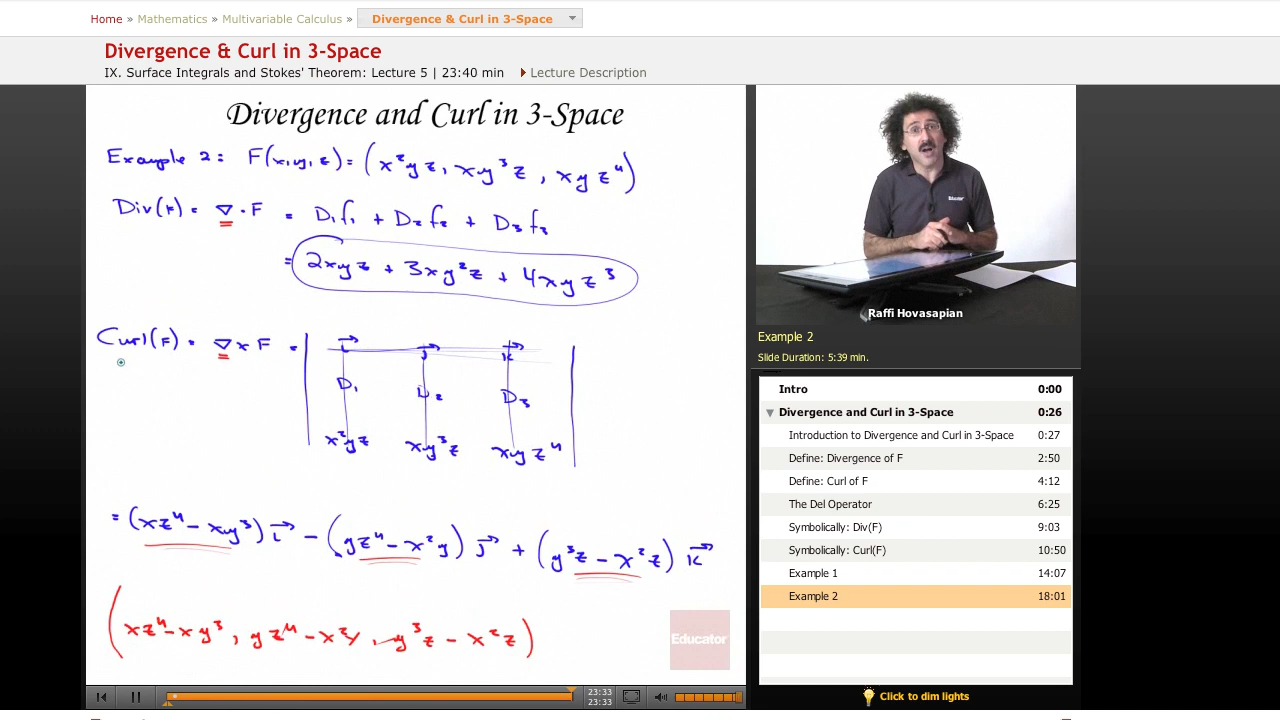 Home » Mathematics » Multivariable Calculus » Divergence & Curl in 3-Space
Divergence & Curl in 3-Space
IX. Surface Integrals and Stokes' Theorem: Lecture 5 | 23:40 min Lecture Description
Divergence and Curl in 3-Space
Example 2: F(x,y,z) = (x²yz, xy³z, xyz⁴)
Div(F) = ∇ · F = D₁f₁ + D₂f₂ + D₃f₃
= 2xyz + 3xy²z + 4xyz³
Curl(F) = ∇ x F =
i j k
D₁ D₂ D₃
x²yz xy³z xyz⁴
= (xz⁴ - xy³) i - (yz⁴ - x²y) j + (y³z - x²z) k
(xz⁴ - xy³, yz⁴ - x²y, y³z - x²z)
Educator
23:33
23:33
Educator
Raffi Hovasapian
Example 2
Slide Duration: 5:39 min.
Intro 0:00
Divergence and Curl in 3-Space 0:26
Introduction to Divergence and Curl in 3-Space 0:27
Define: Divergence of F 2:50
Define: Curl of F 4:12
The Del Operator 6:25
Symbolically: Div(F) 9:03
Symbolically: Curl(F) 10:50
Example 1 14:07
Example 2 18:01
Click to dim lights